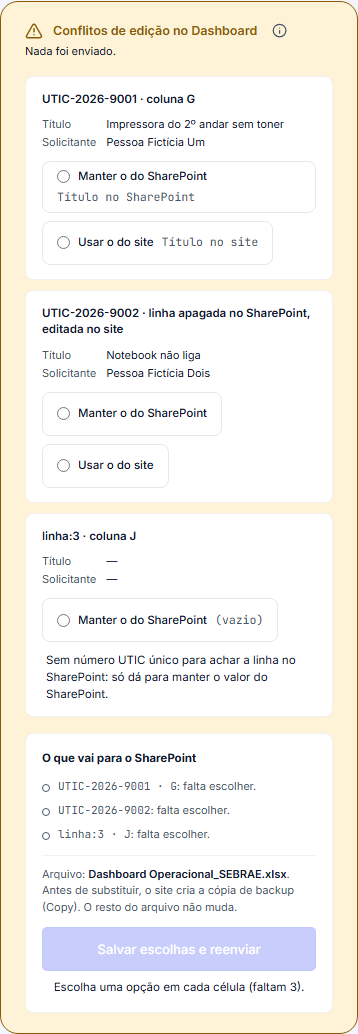 Conflitos de edição no Dashboard
Nada foi enviado.
UTIC-2026-9001 · coluna G
Título Impressora do 2º andar sem toner
Solicitante Pessoa Fictícia Um
Manter o do SharePoint
Título no SharePoint
Usar o do site Título no site
UTIC-2026-9002 · linha apagada no SharePoint,
editada no site
Título Notebook não liga
Solicitante Pessoa Fictícia Dois
Manter o do SharePoint
Usar o do site
linha:3 · coluna J
Título —
Solicitante —
Manter o do SharePoint (vazio)
Sem número UTIC único para achar a linha no
SharePoint: só dá para manter o valor do
SharePoint.
O que vai para o SharePoint
UTIC-2026-9001 · G: falta escolher.
UTIC-2026-9002: falta escolher.
linha:3 · J: falta escolher.
Arquivo: Dashboard Operacional_SEBRAE.xlsx.
Antes de substituir, o site cria a cópia de backup
(Copy). O resto do arquivo não muda.
Salvar escolhas e reenviar
Escolha uma opção em cada célula (faltam 3).